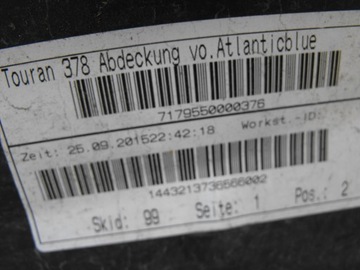 Touran 378 Abdeckung vo.Atlanticblue
7179550000376
Zeit: 25.09.201522:42:18 Workst.-ID:
1443213736566002
Skid: 99 Seite: 1 Pos.: 2